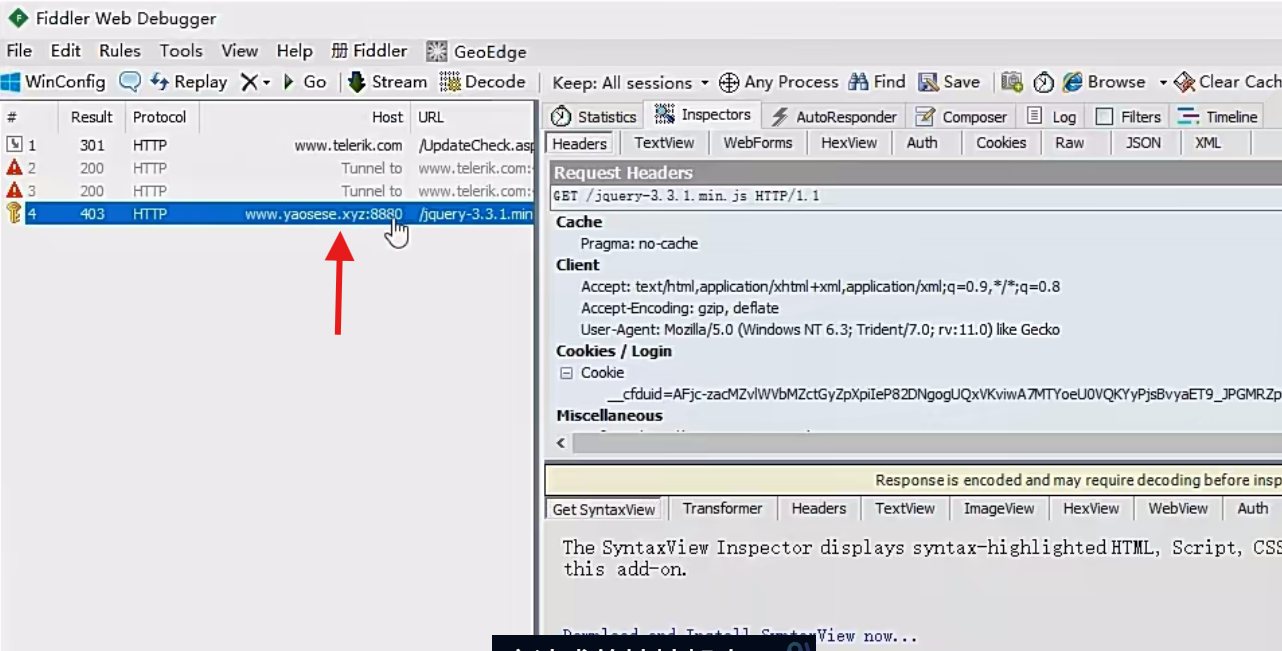 Fiddler Web Debugger
File Edit Rules Tools View Help Fiddler GeoEdge
WinConfig Replay Go Stream Decode Keep: All sessions Any Process Find Save Browse Clear Cach
Statistics Inspectors AutoResponder Composer Log Filters Timeline
# Result Protocol Host URL
1 301 HTTP www.telerik.com /UpdateCheck.asp
2 200 HTTP Tunnel to www.telerik.com:
3 200 HTTP Tunnel to www.telerik.com:
4 403 HTTP www.yaosese.xyz:8880 /jquery-3.3.1.min
Headers TextView WebForms HexView Auth Cookies Raw JSON XML
Request Headers
GET /jquery-3.3.1.min.js HTTP/1.1
Cache
Pragma: no-cache
Client
Accept: text/html,application/xhtml+xml,application/xml;q=0.9,*/*;q=0.8
Accept-Encoding: gzip, deflate
User-Agent: Mozilla/5.0 (Windows NT 6.3; Trident/7.0; rv:11.0) like Gecko
Cookies / Login
Cookie
__cfduid=AFjc-zacMZvlWVbMZctGyZpXpiIeP82DNgogUQxVKviwA7MTYoeU0VQKYyPjsBvyaET9_JPGMRZp
Miscellaneous
Response is encoded and may require decoding before insp
Get SyntaxView Transformer Headers TextView ImageView HexView WebView Auth
The SyntaxView Inspector displays syntax-highlighted HTML, Script, CSS
this add-on.
Download and Install SyntaxView now...